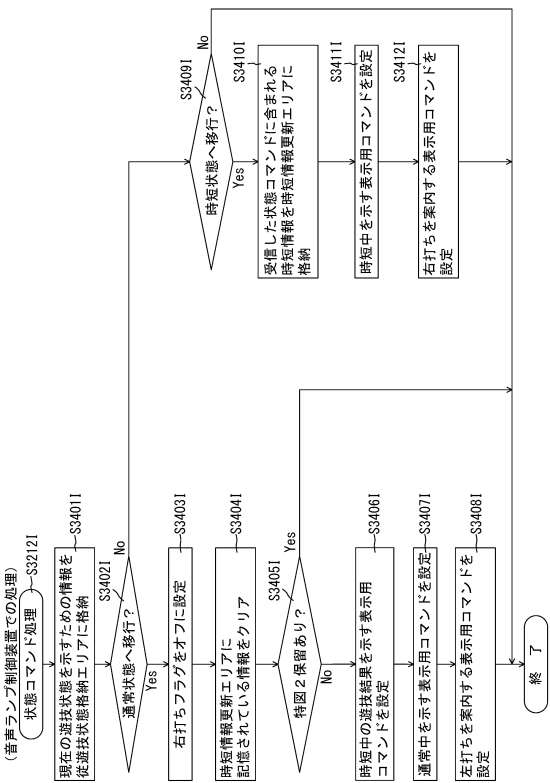 (音声ランプ制御装置での処理)
状態コマンド処理
S3212I
現在の遊技状態を示すための情報を
従遊技状態格納エリアに格納
S3401I
通常状態へ移行？
S3402I
No
Yes
右打ちフラグをオフに設定
S3403I
時短情報更新エリアに
記憶されている情報をクリア
S3404I
特図２保留あり？
S3405I
Yes
No
時短中の遊技結果を示す表示用
コマンドを設定
S3406I
通常中を示す表示用コマンドを設定
S3407I
左打ちを案内する表示用コマンドを
設定
S3408I
時短状態へ移行？
S3409I
No
Yes
受信した状態コマンドに含まれる
時短情報を時短情報更新エリアに
格納
S3410I
時短中を示す表示用コマンドを設定
S3411I
右打ちを案内する表示用コマンドを
設定
S3412I
終　了